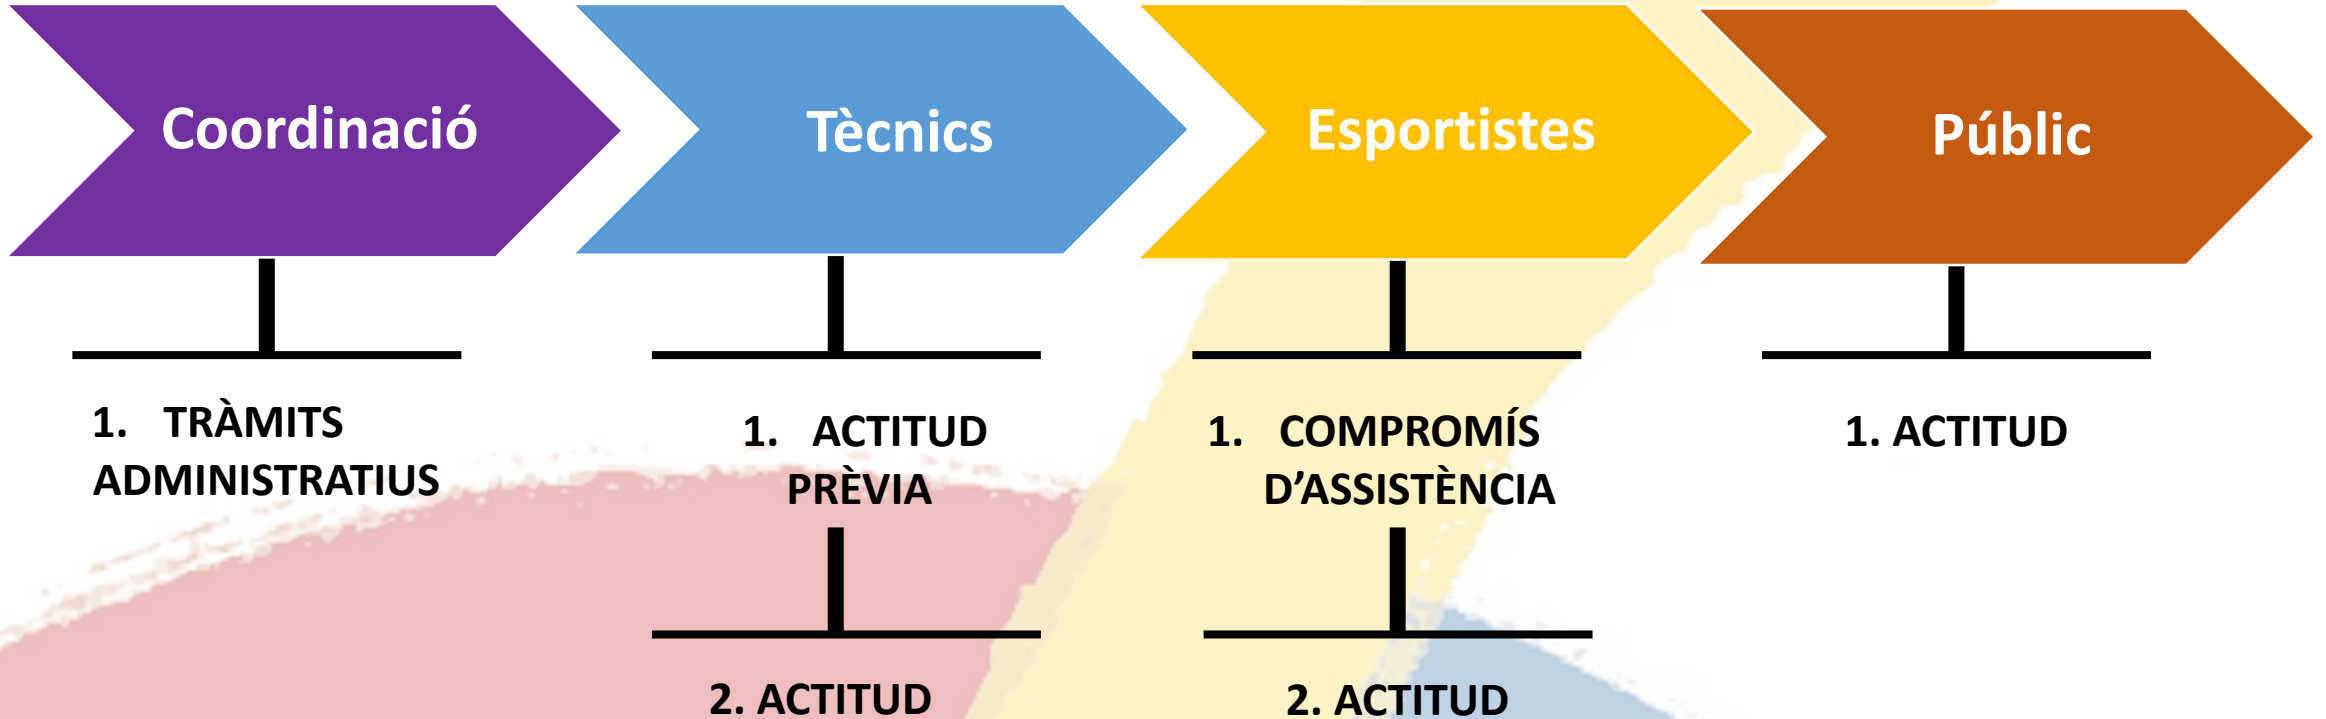 Coordinació
Tècnics
Esportistes
Públic
1. TRÀMITS
ADMINISTRATIUS
1. ACTITUD
PRÈVIA
2. ACTITUD
1. COMPROMÍS
D’ASSISTÈNCIA
2. ACTITUD
1. ACTITUD